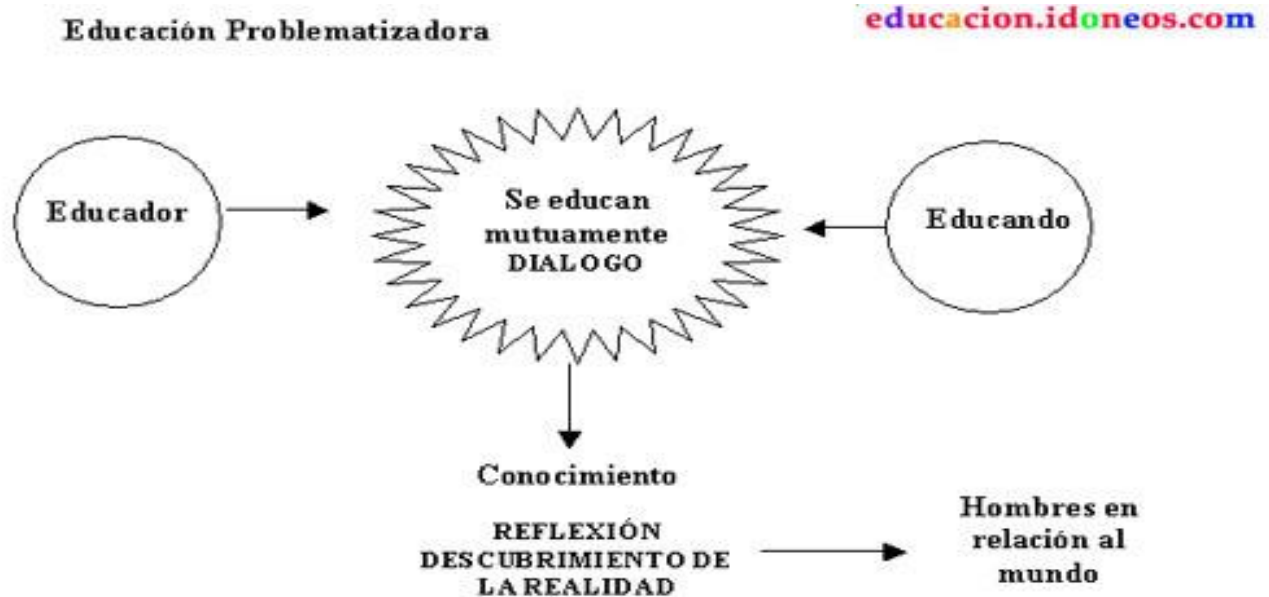 Educación Problematizadora
educacion.idoneos.com
Educador
Se educan
mutuamente
DIALOGO
Educando
Conocimiento
REFLEXIÓN
DESCUBRIMIENTO DE
LA REALIDAD
Hombres en
relación al
mundo